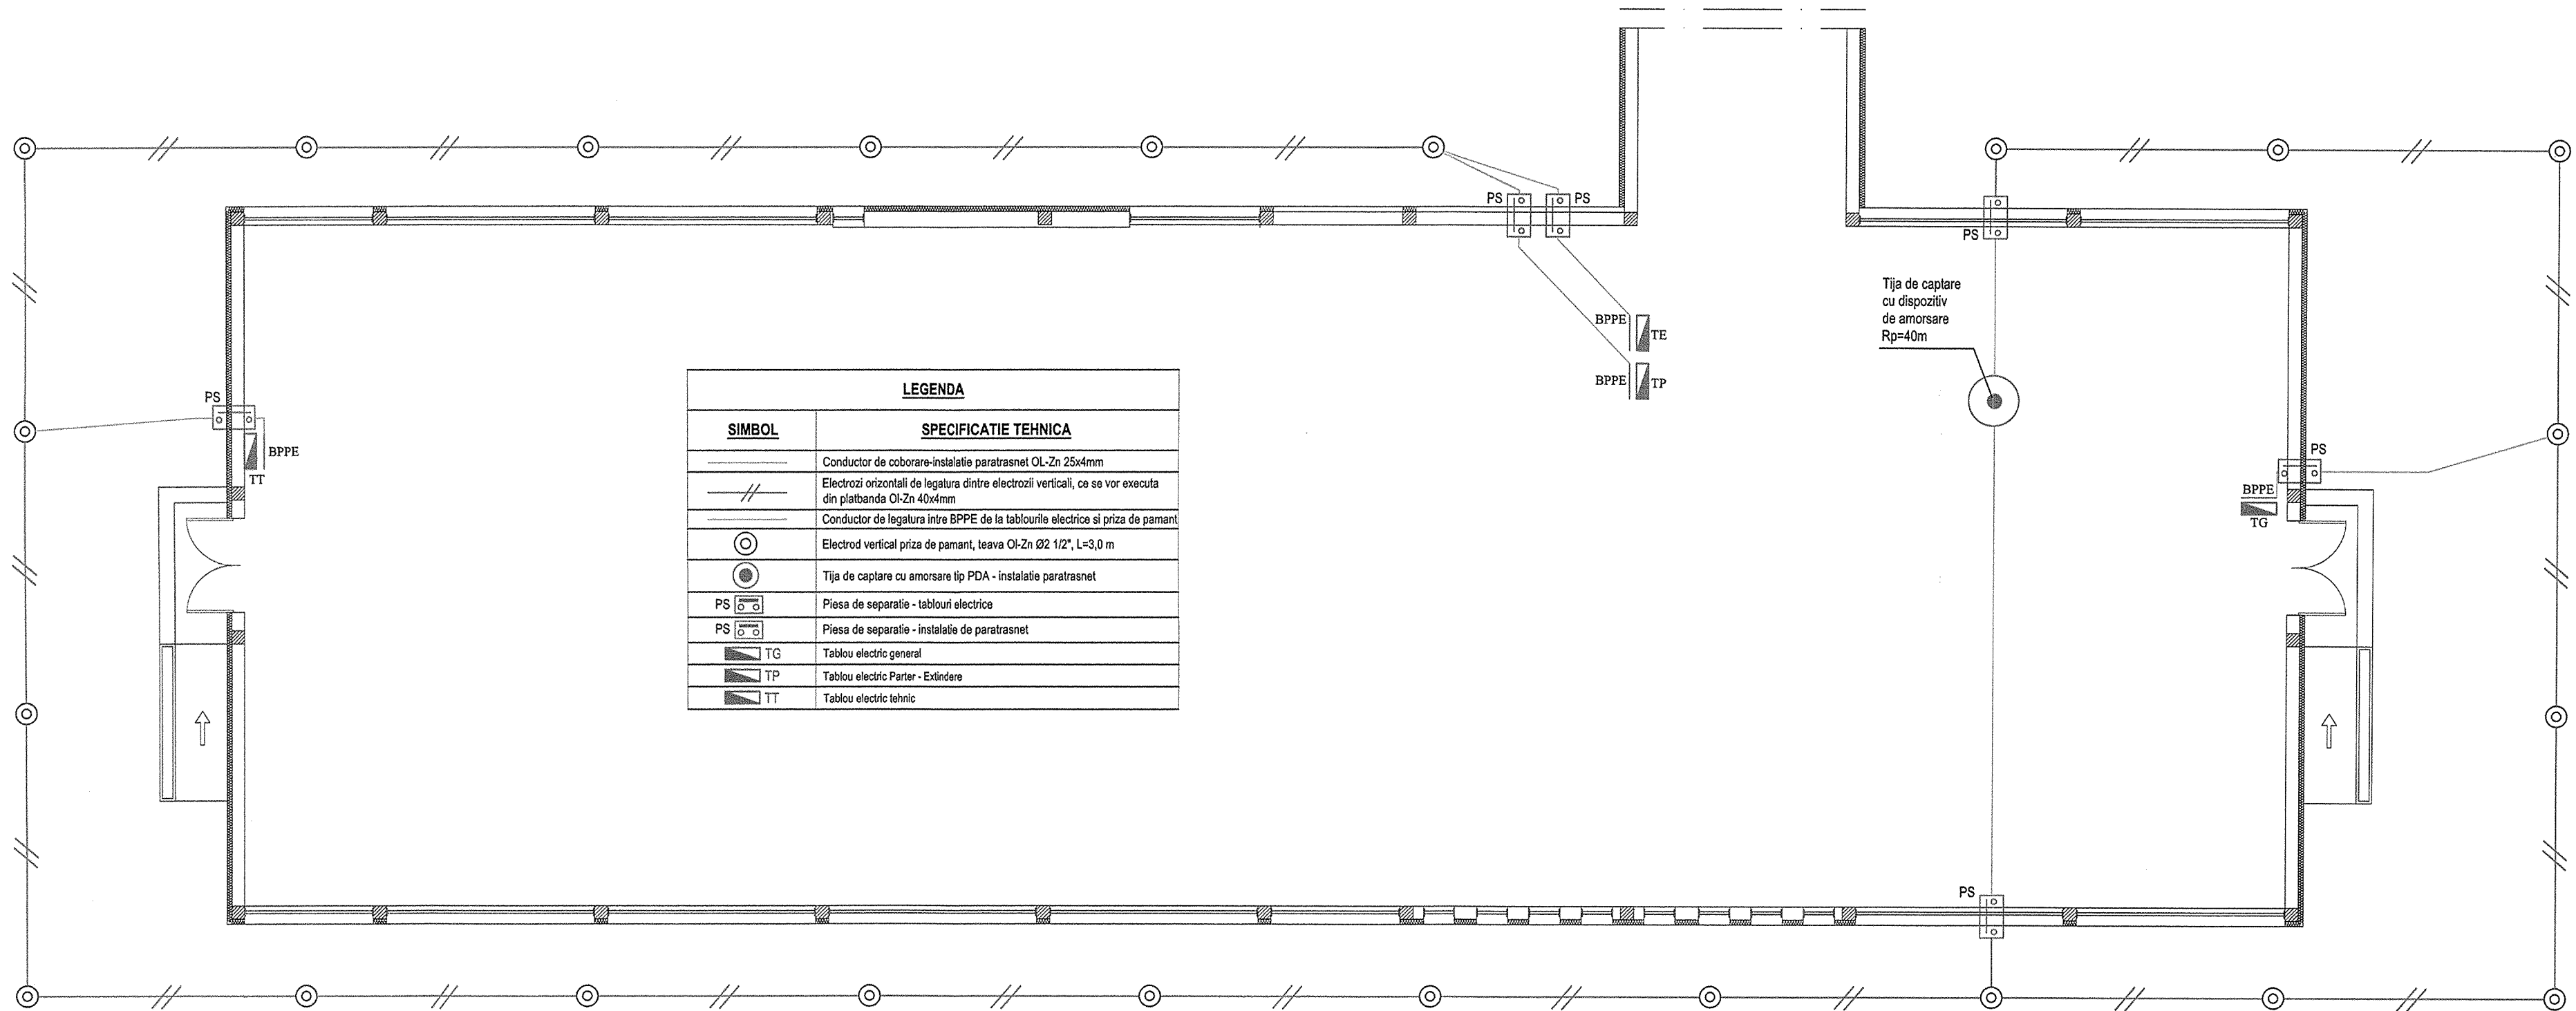 PS
PS
PS
Tija de captare
cu dispozitiv
de amorsare
Rp=40m
BPPE
TE
BPPE
TP
PS
BPPE
TT
PS
BPPE
TG
LEGENDA
SIMBOL SPECIFICATIE TEHNICA
Conductor de coborare-instalatie paratrasnet OL-Zn 25x4mm
Electrozi orizontali de legatura dintre electrozii verticali, ce se vor executa
din platbanda Ol-Zn 40x4mm
Conductor de legatura intre BPPE de la tablourile electrice si priza de pamant
Electrod vertical priza de pamant, teava Ol-Zn Ø2 1/2", L=3,0 m
Tija de captare cu amorsare tip PDA - instalatie paratrasnet
PS Piesa de separatie - tablouri electrice
PS Piesa de separatie - instalatie de paratrasnet
TG Tablou electric general
TP Tablou electric Parter - Extindere
TT Tablou electric tehnic
PS